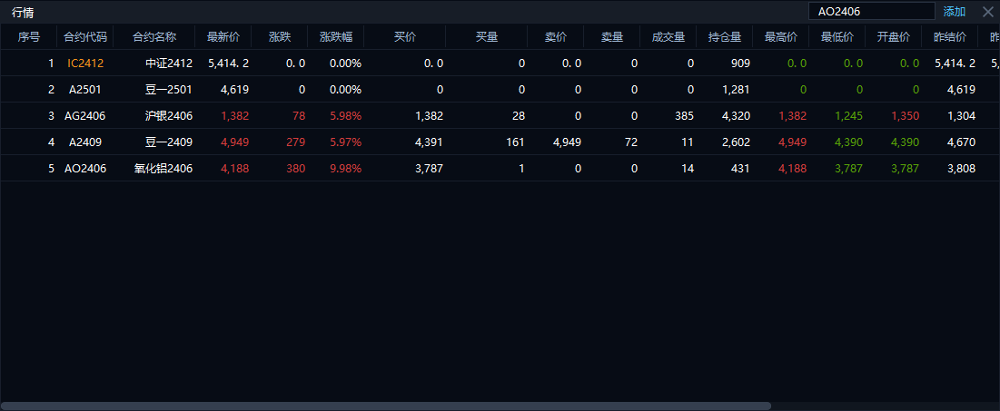 行情 AO2406 添加
序号 合约代码 合约名称 最新价 涨跌 涨跌幅 买价 买量 卖价 卖量 成交量 持仓量 最高价 最低价 开盘价 昨结价 昨
1 IC2412 中证2412 5,414.2 0.0 0.00% 0.0 0 0.0 0 0 909 0.0 0.0 0.0 5,414.2 5,
2 A2501 豆一2501 4,619 0 0.00% 0 0 0 0 0 1,281 0 0 0 4,619
3 AG2406 沪银2406 1,382 78 5.98% 1,382 28 0 0 385 4,320 1,382 1,245 1,350 1,304
4 A2409 豆一2409 4,949 279 5.97% 4,391 161 4,949 72 11 2,602 4,949 4,390 4,390 4,670
5 AO2406 氧化铝2406 4,188 380 9.98% 3,787 1 0 0 14 431 4,188 3,787 3,787 3,808